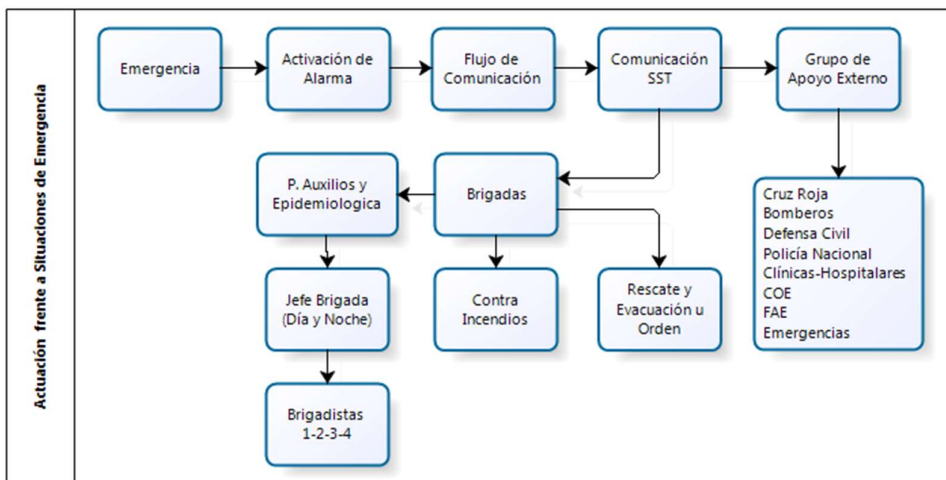 Actuación frente a Situaciones de Emergencia
Emergencia
Activación de
Alarma
Flujo de
Comunicación
Comunicación
SST
Grupo de
Apoyo Externo
P. Auxilios y
Epidemiologica
Brigadas
Cruz Roja
Bomberos
Defensa Civil
Policía Nacional
Clínicas-Hospitalares
COE
FAE
Emergencias
Jefe Brigada
(Día y Noche)
Contra
Incendios
Rescate y
Evacuación u
Orden
Brigadistas
1-2-3-4